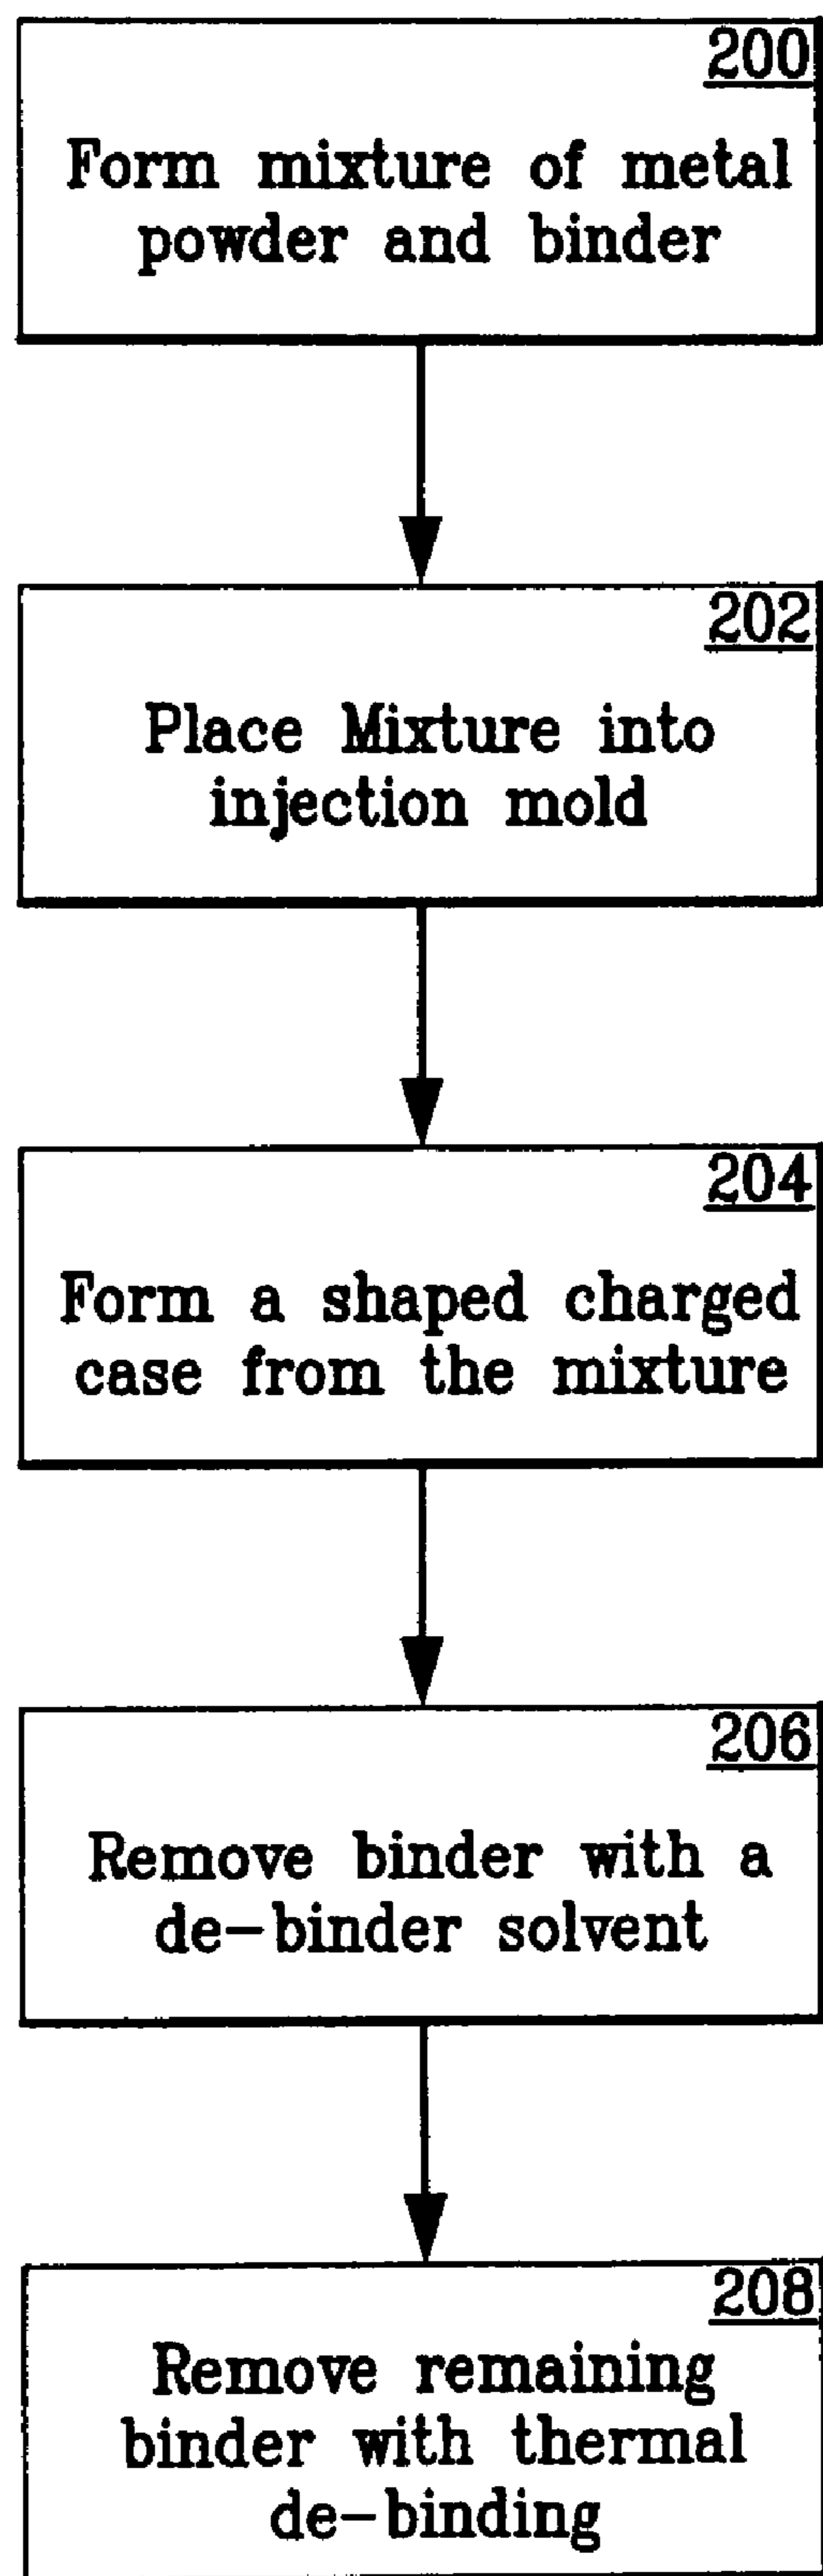 200
Form mixture of metal
powder and binder
202
Place Mixture into
injection mold
204
Form a shaped charged
case from the mixture
206
Remove binder with a
de-binder solvent
208
Remove remaining
binder with thermal
de-binding